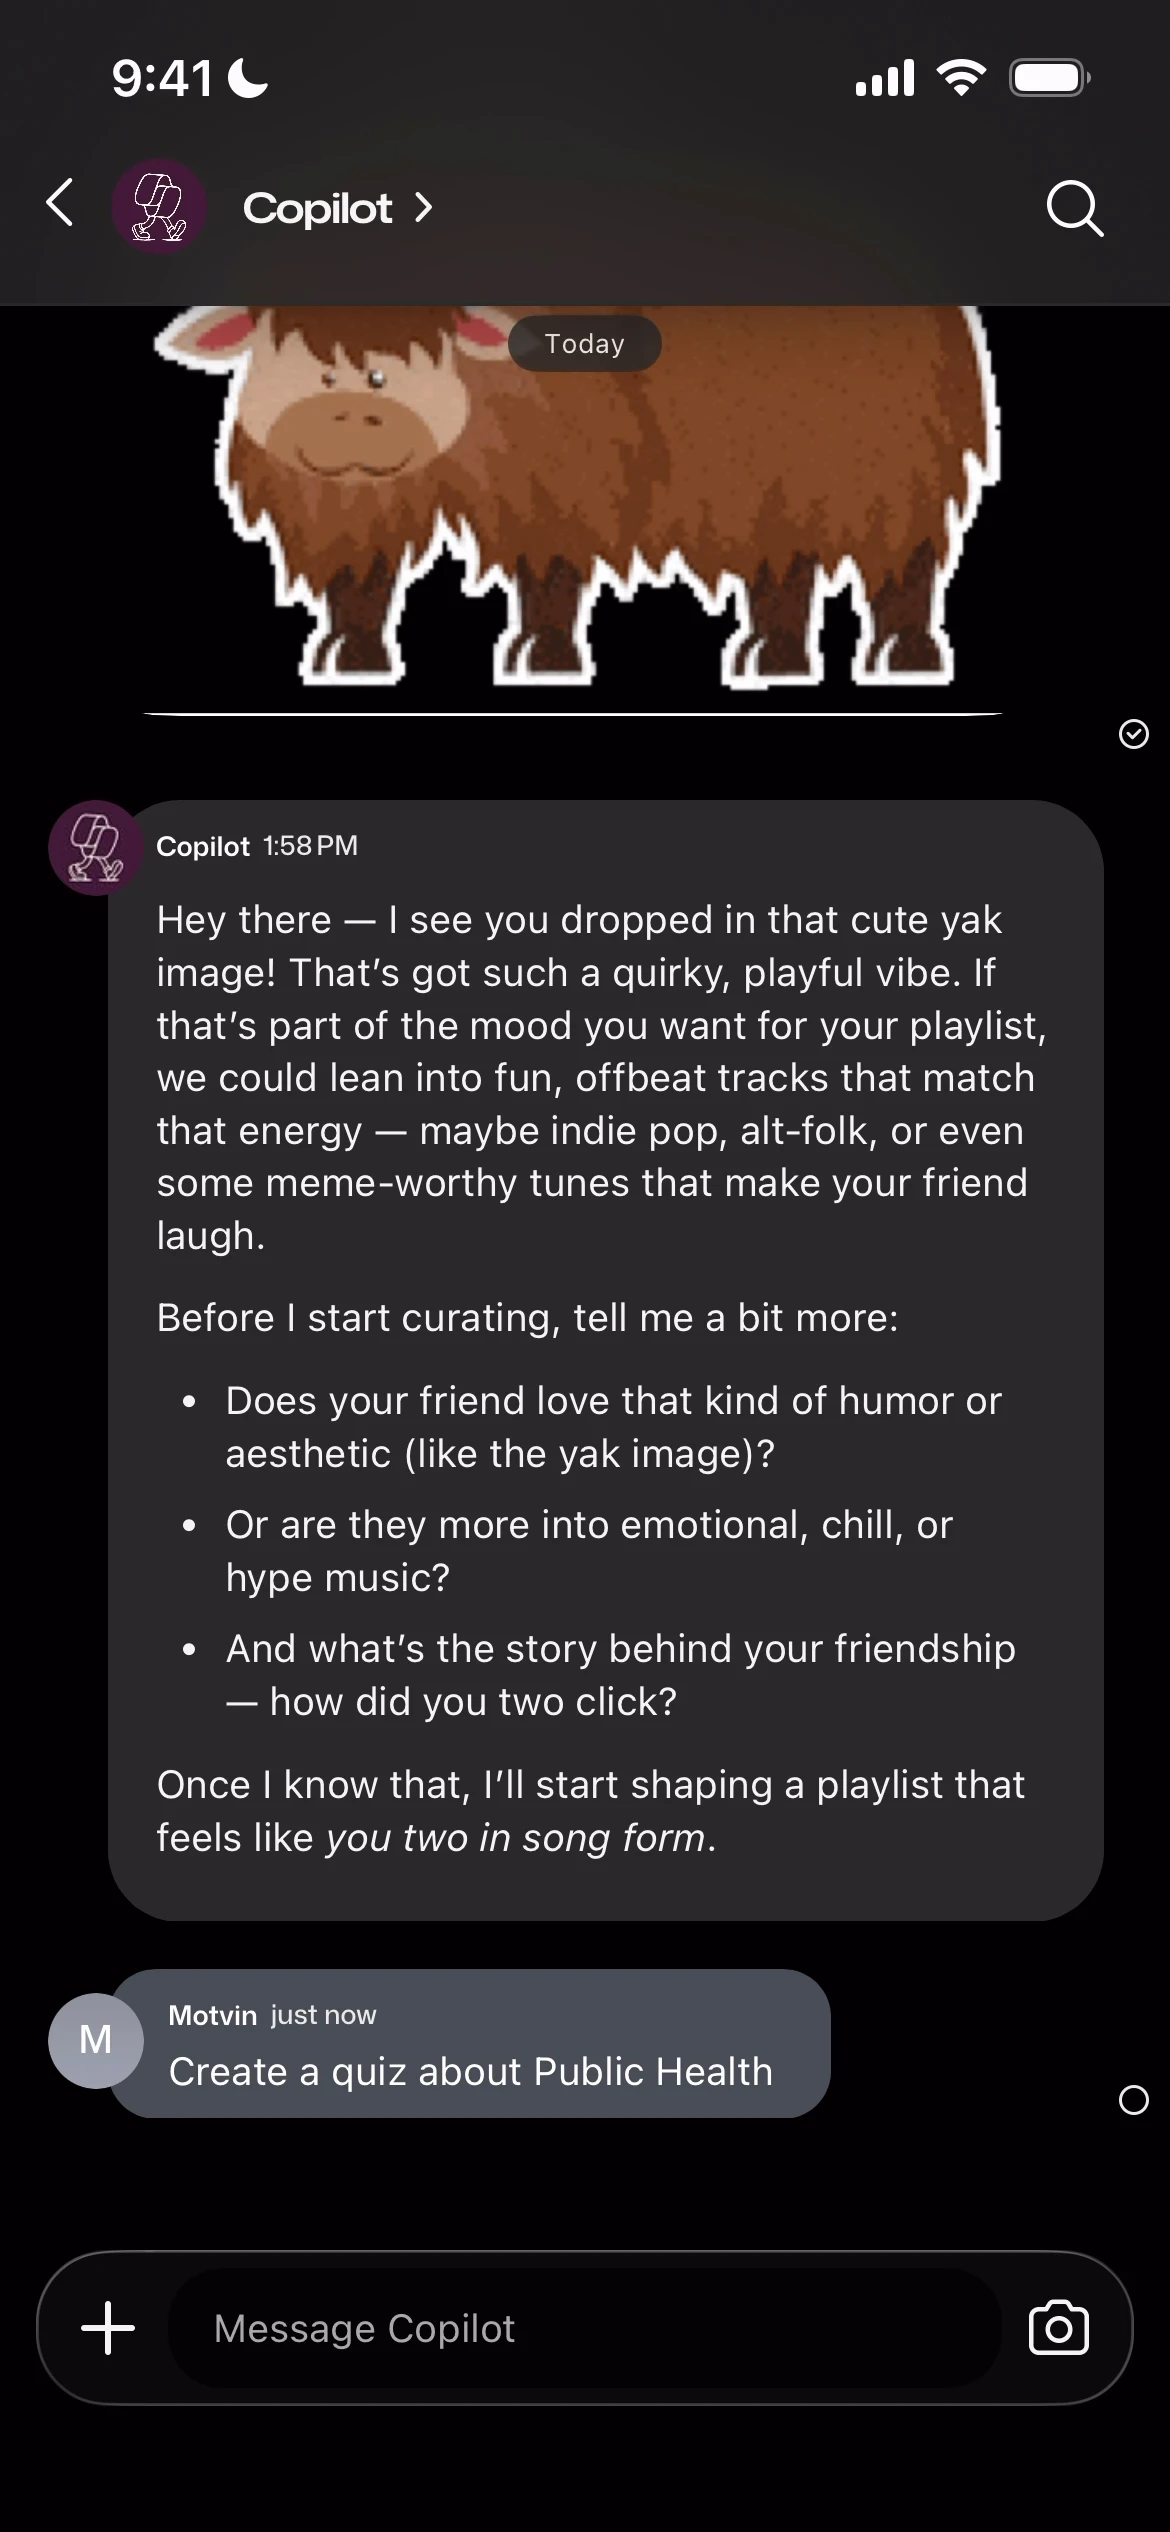 9:41
Copilot
Today
Copilot 1:58 PM
Hey there — I see you dropped in that cute yak
image! That’s got such a quirky, playful vibe. If
that’s part of the mood you want for your playlist,
we could lean into fun, offbeat tracks that match
that energy — maybe indie pop, alt-folk, or even
some meme-worthy tunes that make your friend
laugh.
Before I start curating, tell me a bit more:
• Does your friend love that kind of humor or
aesthetic (like the yak image)?
• Or are they more into emotional, chill, or
hype music?
• And what’s the story behind your friendship
— how did you two click?
Once I know that, I’ll start shaping a playlist that
feels like you two in song form.
M
Motvin just now
Create a quiz about Public Health
Message Copilot